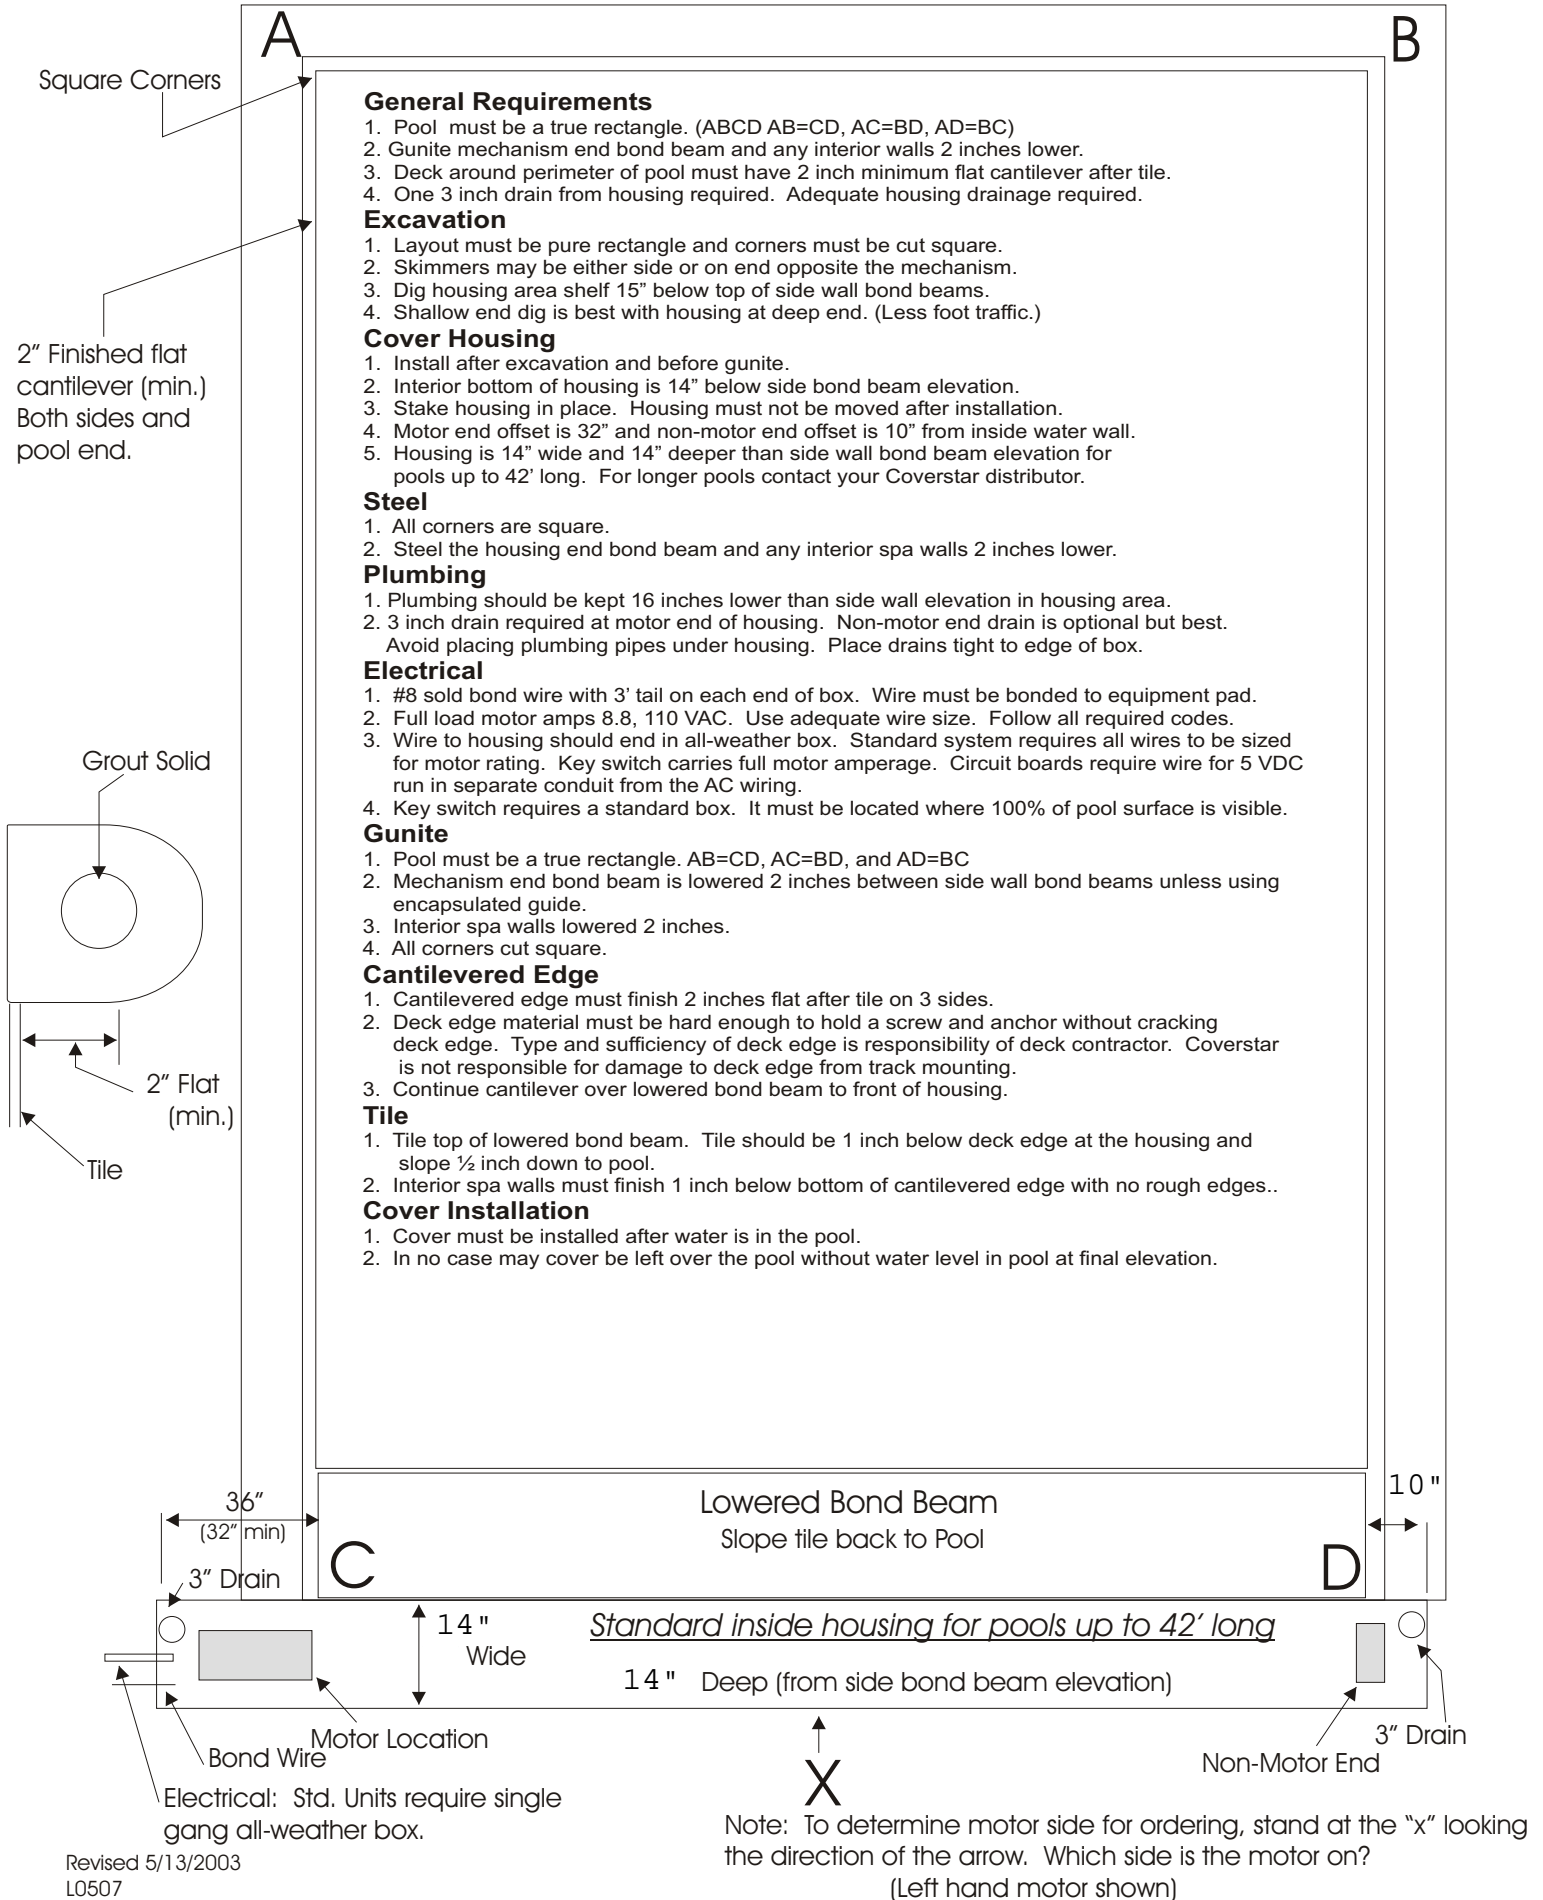 A
B
Square Corners
General Requirements
1. Pool must be a true rectangle. (ABCD AB=CD, AC=BD, AD=BC)
2. Gunite mechanism end bond beam and any interior walls 2 inches lower.
3. Deck around perimeter of pool must have 2 inch minimum flat cantilever after tile.
4. One 3 inch drain from housing required. Adequate housing drainage required.
Excavation
1. Layout must be pure rectangle and corners must be cut square.
2. Skimmers may be either side or on end opposite the mechanism.
3. Dig housing area shelf 15” below top of side wall bond beams.
4. Shallow end dig is best with housing at deep end. (Less foot traffic.)
2” Finished flat
cantilever (min.)
Both sides and
pool end.
Cover Housing
1. Install after excavation and before gunite.
2. Interior bottom of housing is 14” below side bond beam elevation.
3. Stake housing in place. Housing must not be moved after installation.
4. Motor end offset is 32” and non-motor end offset is 10” from inside water wall.
5. Housing is 14” wide and 14” deeper than side wall bond beam elevation for
pools up to 42’ long. For longer pools contact your Coverstar distributor.
Steel
1. All corners are square.
2. Steel the housing end bond beam and any interior spa walls 2 inches lower.
Plumbing
1. Plumbing should be kept 16 inches lower than side wall elevation in housing area.
2. 3 inch drain required at motor end of housing. Non-motor end drain is optional but best.
Avoid placing plumbing pipes under housing. Place drains tight to edge of box.
Electrical
1. #8 sold bond wire with 3’ tail on each end of box. Wire must be bonded to equipment pad.
2. Full load motor amps 8.8, 110 VAC. Use adequate wire size. Follow all required codes.
3. Wire to housing should end in all-weather box. Standard system requires all wires to be sized
for motor rating. Key switch carries full motor amperage. Circuit boards require wire for 5 VDC
run in separate conduit from the AC wiring.
4. Key switch requires a standard box. It must be located where 100% of pool surface is visible.
Grout Solid
Gunite
1. Pool must be a true rectangle. AB=CD, AC=BD, and AD=BC
2. Mechanism end bond beam is lowered 2 inches between side wall bond beams unless using
encapsulated guide.
3. Interior spa walls lowered 2 inches.
4. All corners cut square.
Cantilevered Edge
1. Cantilevered edge must finish 2 inches flat after tile on 3 sides.
2. Deck edge material must be hard enough to hold a screw and anchor without cracking
deck edge. Type and sufficiency of deck edge is responsibility of deck contractor. Coverstar
is not responsible for damage to deck edge from track mounting.
3. Continue cantilever over lowered bond beam to front of housing.
2” Flat
(min.)
Tile
Tile
1. Tile top of lowered bond beam. Tile should be 1 inch below deck edge at the housing and
slope ½ inch down to pool.
2. Interior spa walls must finish 1 inch below bottom of cantilevered edge with no rough edges..
Cover Installation
1. Cover must be installed after water is in the pool.
2. In no case may cover be left over the pool without water level in pool at final elevation.
36”
(32” min)
Lowered Bond Beam
Slope tile back to Pool
10"
C
D
3” Drain
14"
Wide
Standard inside housing for pools up to 42’ long
14" Deep (from side bond beam elevation)
Motor Location
Bond Wire
3” Drain
Non-Motor End
X
Electrical: Std. Units require single
gang all-weather box.
Note: To determine motor side for ordering, stand at the “x” looking
the direction of the arrow. Which side is the motor on?
(Left hand motor shown)
Revised 5/13/2003
L0507